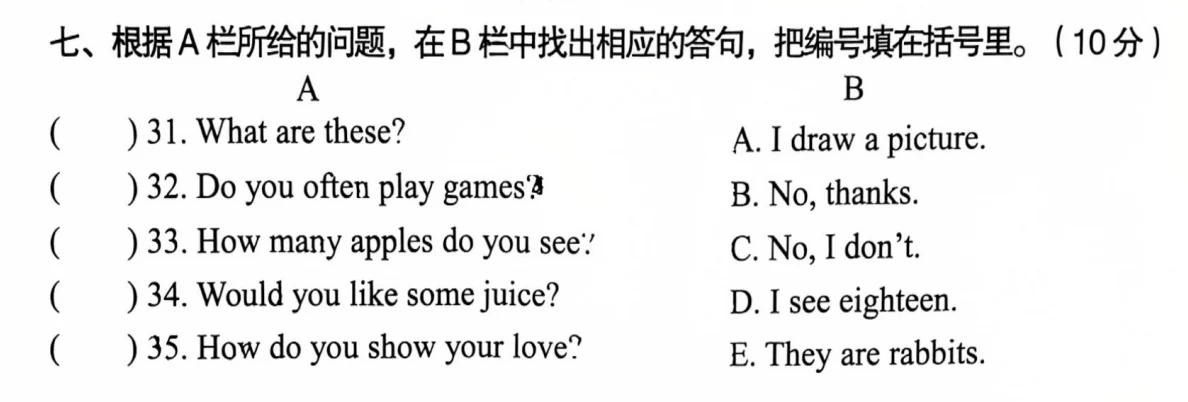 七、根据A栏所给的问题，在B栏中找出相应的答句，把编号填在括号里。（10分）
A B
(  ) 31. What are these? A. I draw a picture.
(  ) 32. Do you often play games? B. No, thanks.
(  ) 33. How many apples do you see? C. No, I don't.
(  ) 34. Would you like some juice? D. I see eighteen.
(  ) 35. How do you show your love? E. They are rabbits.